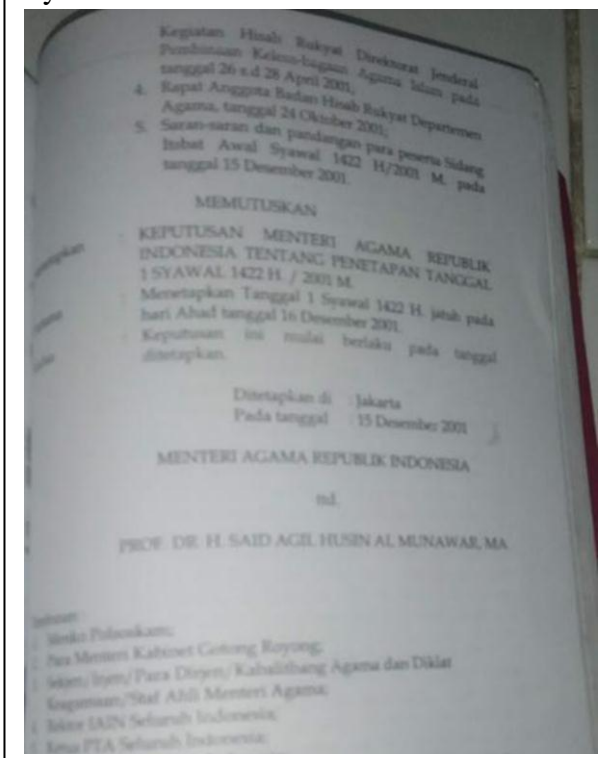 Kegiatan Hisab Rukyat Direktorat Jenderal
Pembinaan Kelem-bagaan Agama Islam pada
tanggal 26 s.d 28 April 2001;
4. Rapat Anggota Badan Hisab Rukyat Departemen
Agama, tanggal 24 Oktober 2001;
5. Saran-saran dan pandangan para peserta Sidang
Itsbat Awal Syawal 1422 H/2001 M. pada
tanggal 15 Desember 2001.
MEMUTUSKAN
: KEPUTUSAN MENTERI AGAMA REPUBLIK
INDONESIA TENTANG PENETAPAN TANGGAL
1 SYAWAL 1422 H. / 2001 M.
: Menetapkan Tanggal 1 Syawal 1422 H. jatuh pada
hari Ahad tanggal 16 Desember 2001.
: Keputusan ini mulai berlaku pada tanggal
ditetapkan.
Ditetapkan di : Jakarta
Pada tanggal : 15 Desember 2001
MENTERI AGAMA REPUBLIK INDONESIA
ttd.
PROF. DR. H. SAID AGIL HUSIN AL MUNAWAR, MA
Menko Polsoskam;
Para Menteri Kabinet Gotong Royong;
Sekjen/Irjen/Para Dirjen/Kabalitbang Agama dan Diklat
Keagamaan/Staf Ahli Menteri Agama;
4. Rektor IAIN Seluruh Indonesia;
Ketua PTA Seluruh Indonesia;